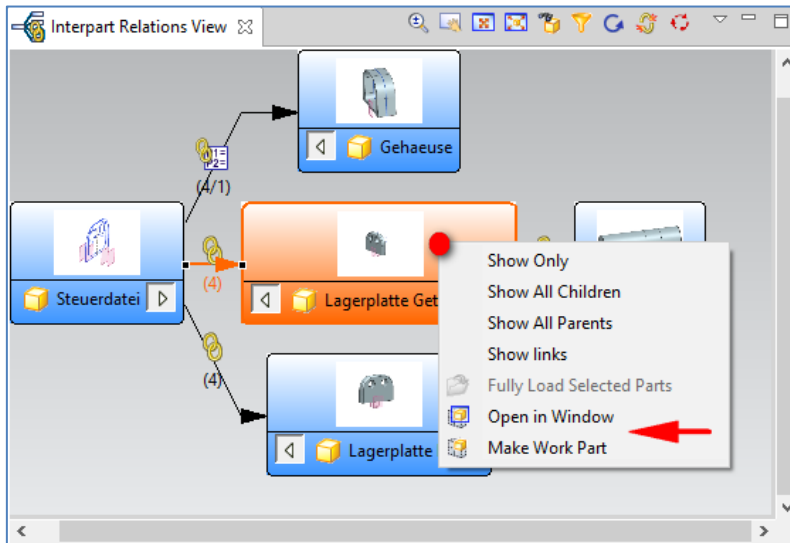 Interpart Relations View
Gehaeuse
(4/1)
Steuerdatei
(4)
Lagerplatte Get
(4)
Lagerplatte
Show Only
Show All Children
Show All Parents
Show links
Fully Load Selected Parts
Open in Window
Make Work Part